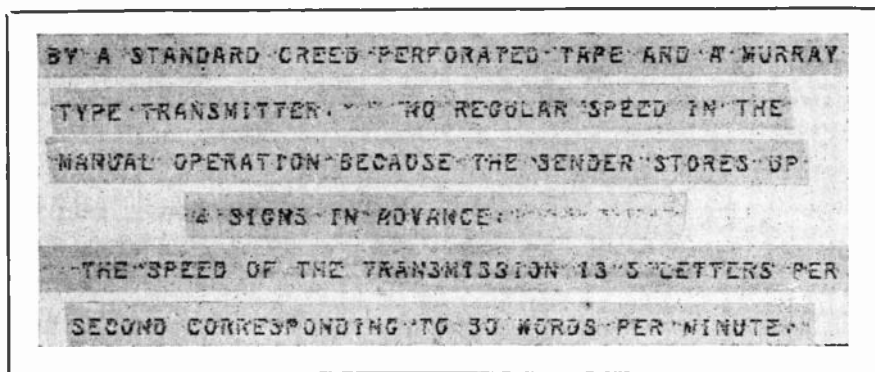 BY A STANDARD CREED PERFORATED TAPE AND A MURRAY
TYPE TRANSMITTER. NO REGULAR SPEED IN THE
MANUAL OPERATION BECAUSE THE SENDER STORES UP
4 SIGNS IN ADVANCE.
THE SPEED OF THE TRANSMISSION IS 5 LETTERS PER
SECOND CORRESPONDING TO 50 WORDS PER MINUTE.